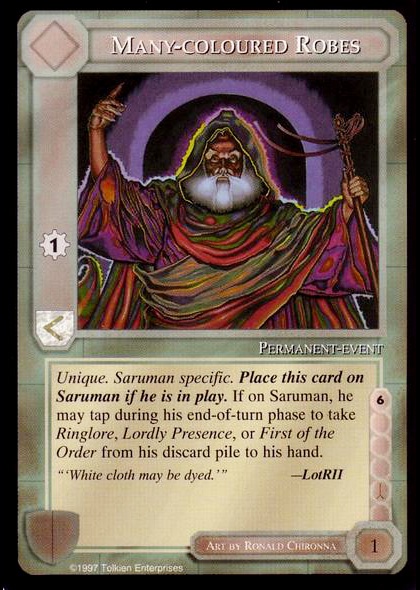 MANY-COLOURED ROBES
1
PERMANENT-EVENT
Unique. Saruman specific. Place this card on
Saruman if he is in play. If on Saruman, he
may tap during his end-of-turn phase to take
Ringlore, Lordly Presence, or First of the
Order from his discard pile to his hand.
“‘White cloth may be dyed.’” —LotRII
6
ART BY RONALD CHIRONNA
1
©1997 Tolkien Enterprises